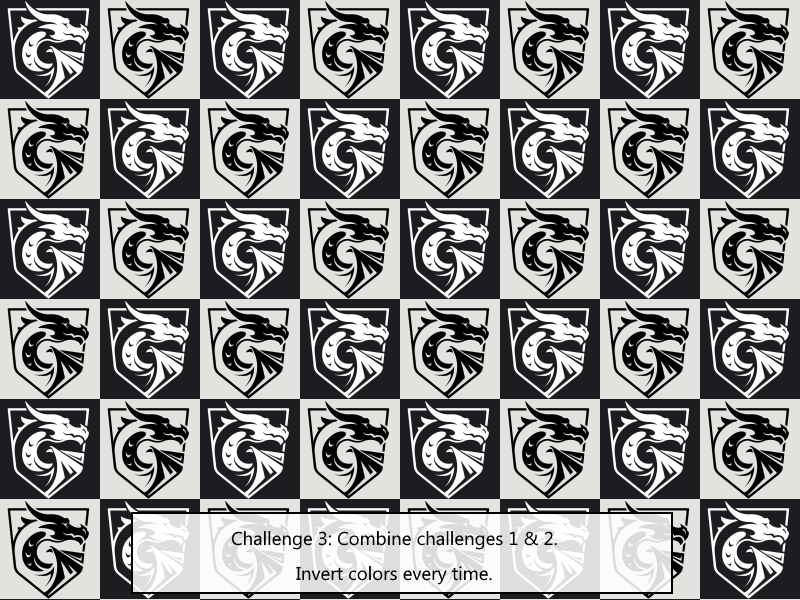 Challenge 3: Combine challenges 1 & 2.
Invert colors every time.